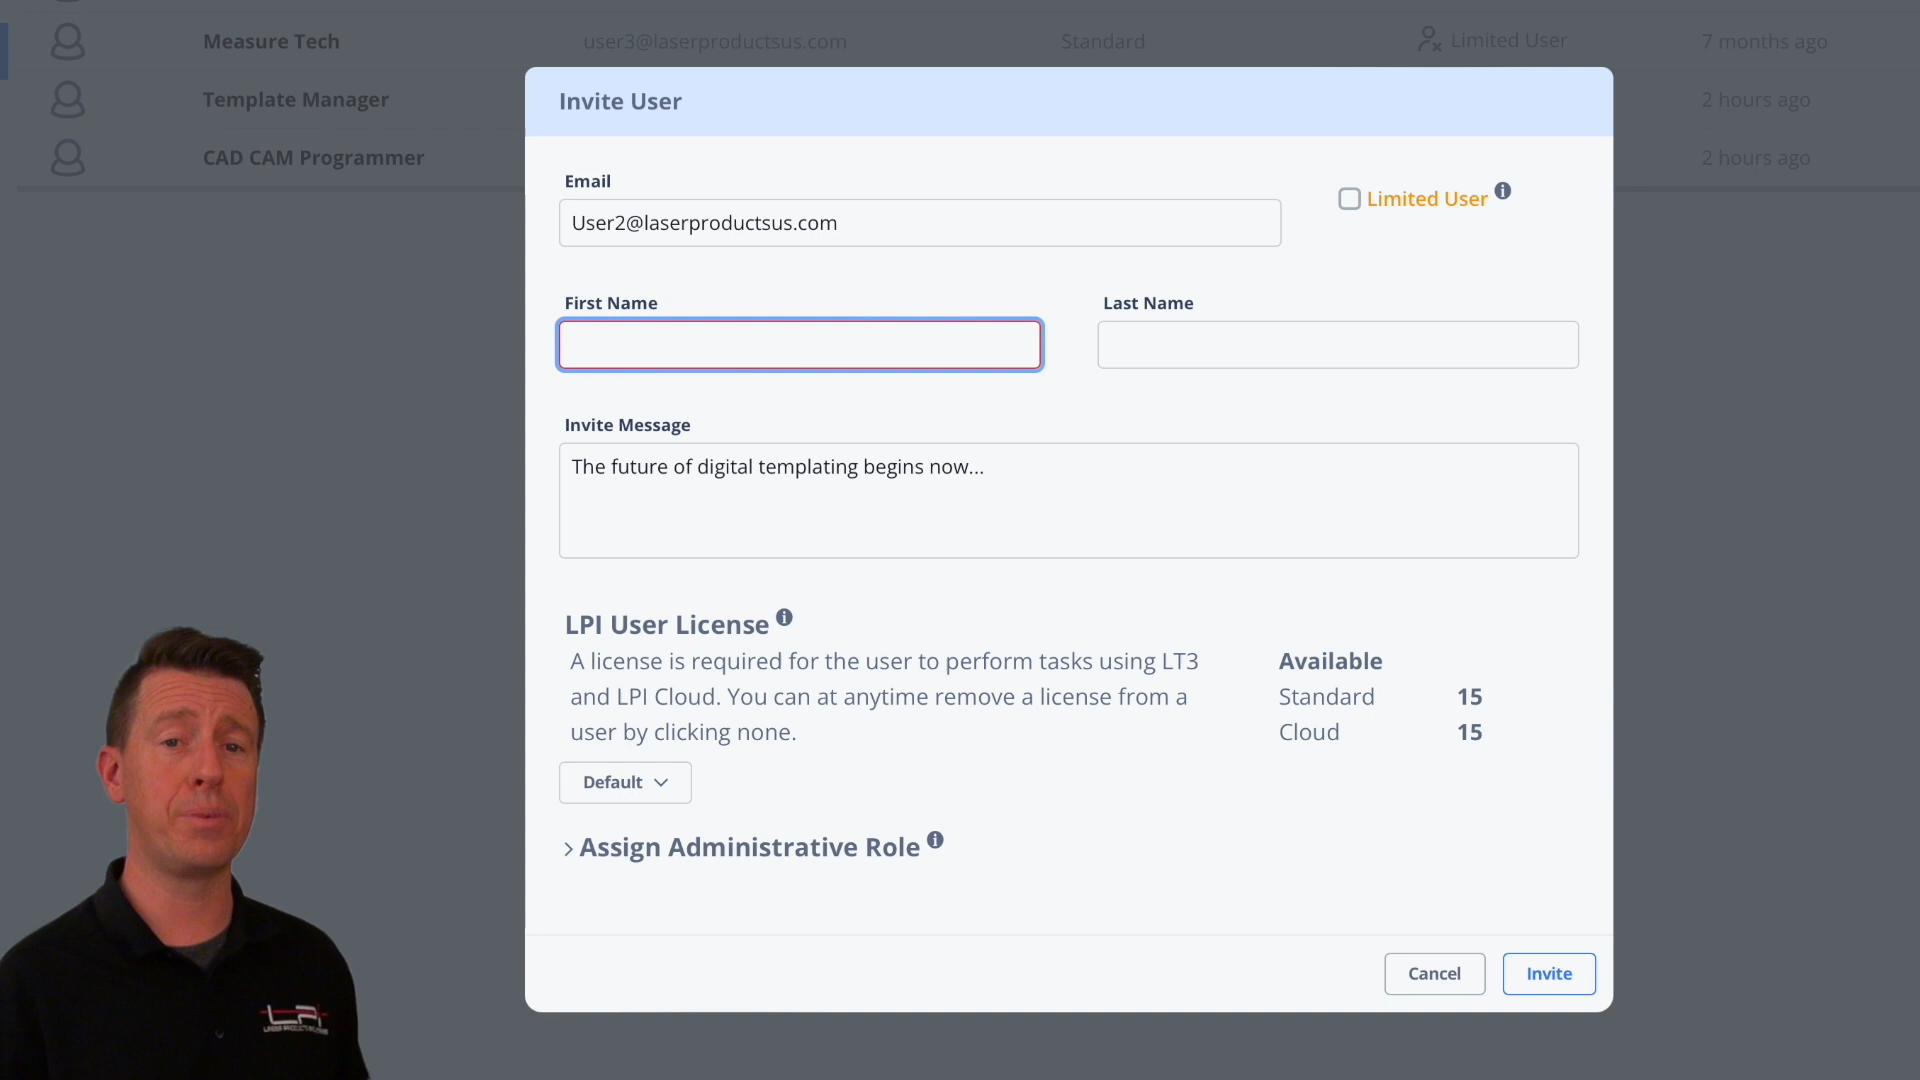 Measure Tech user3@laserproductsus.com Standard Limited User 7 months ago
Template Manager 2 hours ago
CAD CAM Programmer 2 hours ago
Invite User
Email
Limited User
User2@laserproductsus.com
First Name Last Name
Invite Message
The future of digital templating begins now...
LPI User License
A license is required for the user to perform tasks using LT3
and LPI Cloud. You can at anytime remove a license from a
user by clicking none.
Available
Standard 15
Cloud 15
Default
Assign Administrative Role
Cancel Invite
LPI